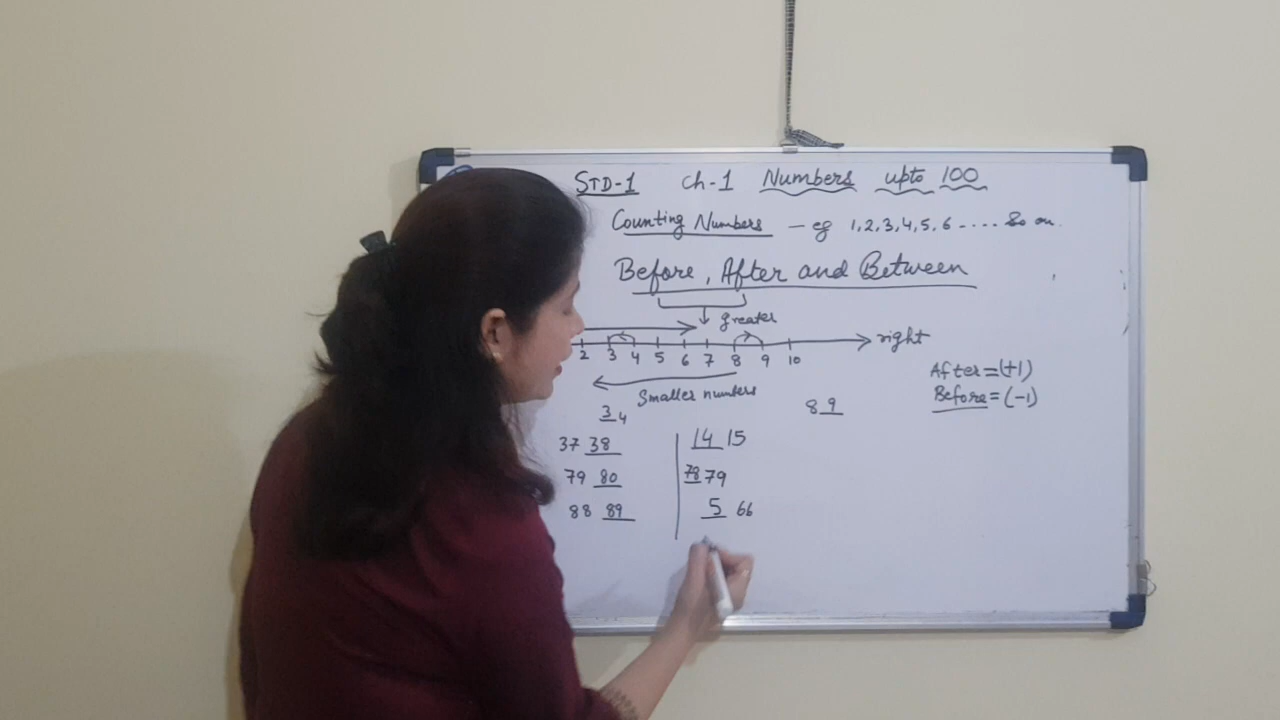 STD-1 ch-1 Numbers upto 100
Counting Numbers - eg 1,2,3,4,5,6 ---.... So on.
Before, After and Between
greater
right
2 3 4 5 6 7 8 9 10
After=(+1)
Smaller numbers
Before=(-1)
3 4
8 9
37 38
14 15
79 80
78 79
88 89
5 66